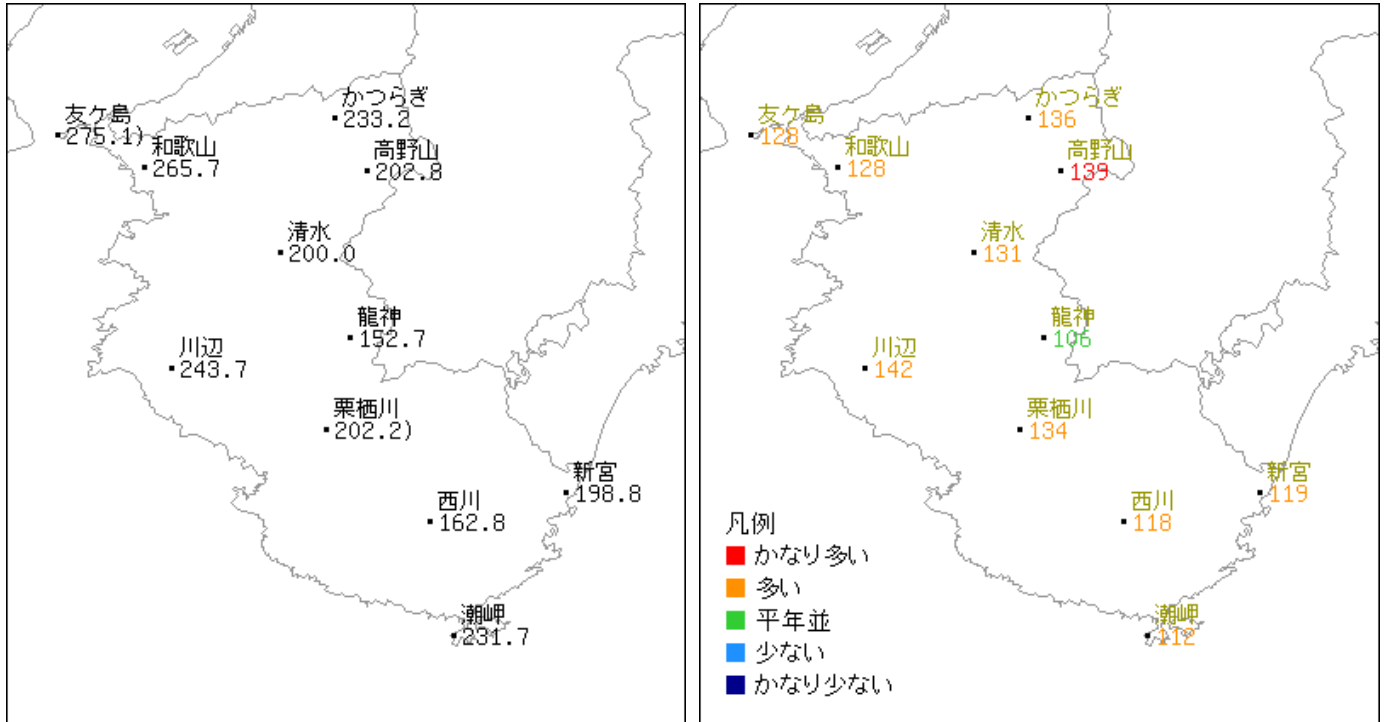 友ケ島
275.1)
和歌山
265.7
かつらぎ
233.2
高野山
202.8
清水
200.0
龍神
152.7
川辺
243.7
栗栖川
202.2)
新宮
198.8
西川
162.8
潮岬
231.7
友ケ島
128
和歌山
128
かつらぎ
136
高野山
139
清水
131
龍神
106
川辺
142
栗栖川
134
新宮
119
西川
118
潮岬
112
凡例
かなり多い
多い
平年並
少ない
かなり少ない